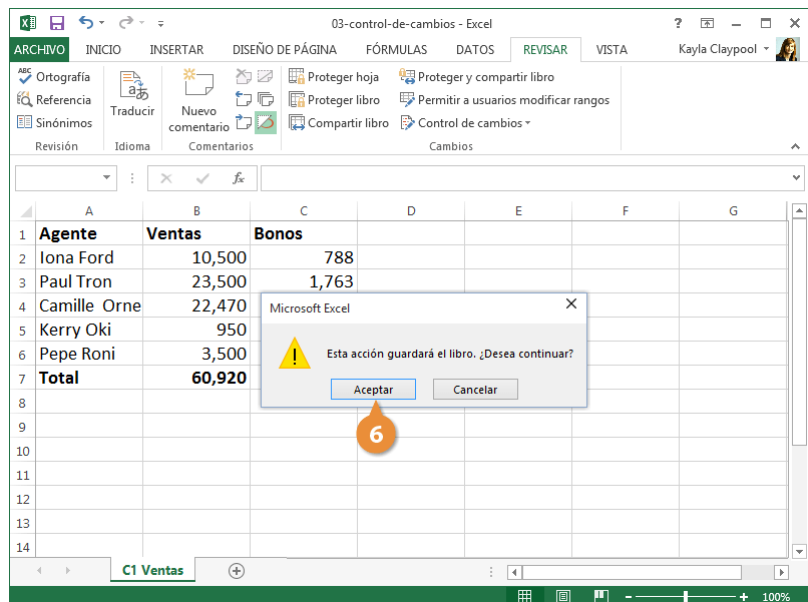 03-control-de-cambios - Excel
ARCHIVO INICIO INSERTAR DISEÑO DE PÁGINA FÓRMULAS DATOS REVISAR VISTA Kayla Claypool
ABC Ortografía
Referencia
Sinónimos
Revisión
Traducir
Idioma
Nuevo comentario
Comentarios
Proteger hoja
Proteger libro
Compartir libro
Proteger y compartir libro
Permitir a usuarios modificar rangos
Control de cambios
Cambios
fx
A B C D E F G
1 Agente Ventas Bonos
2 Iona Ford 10,500 788
3 Paul Tron 23,500 1,763
4 Camille Orne 22,470
5 Kerry Oki 950
6 Pepe Roni 3,500
7 Total 60,920
8
9
10
11
12
13
14
Microsoft Excel
Esta acción guardará el libro. ¿Desea continuar?
Aceptar Cancelar
6
C1 Ventas
100%